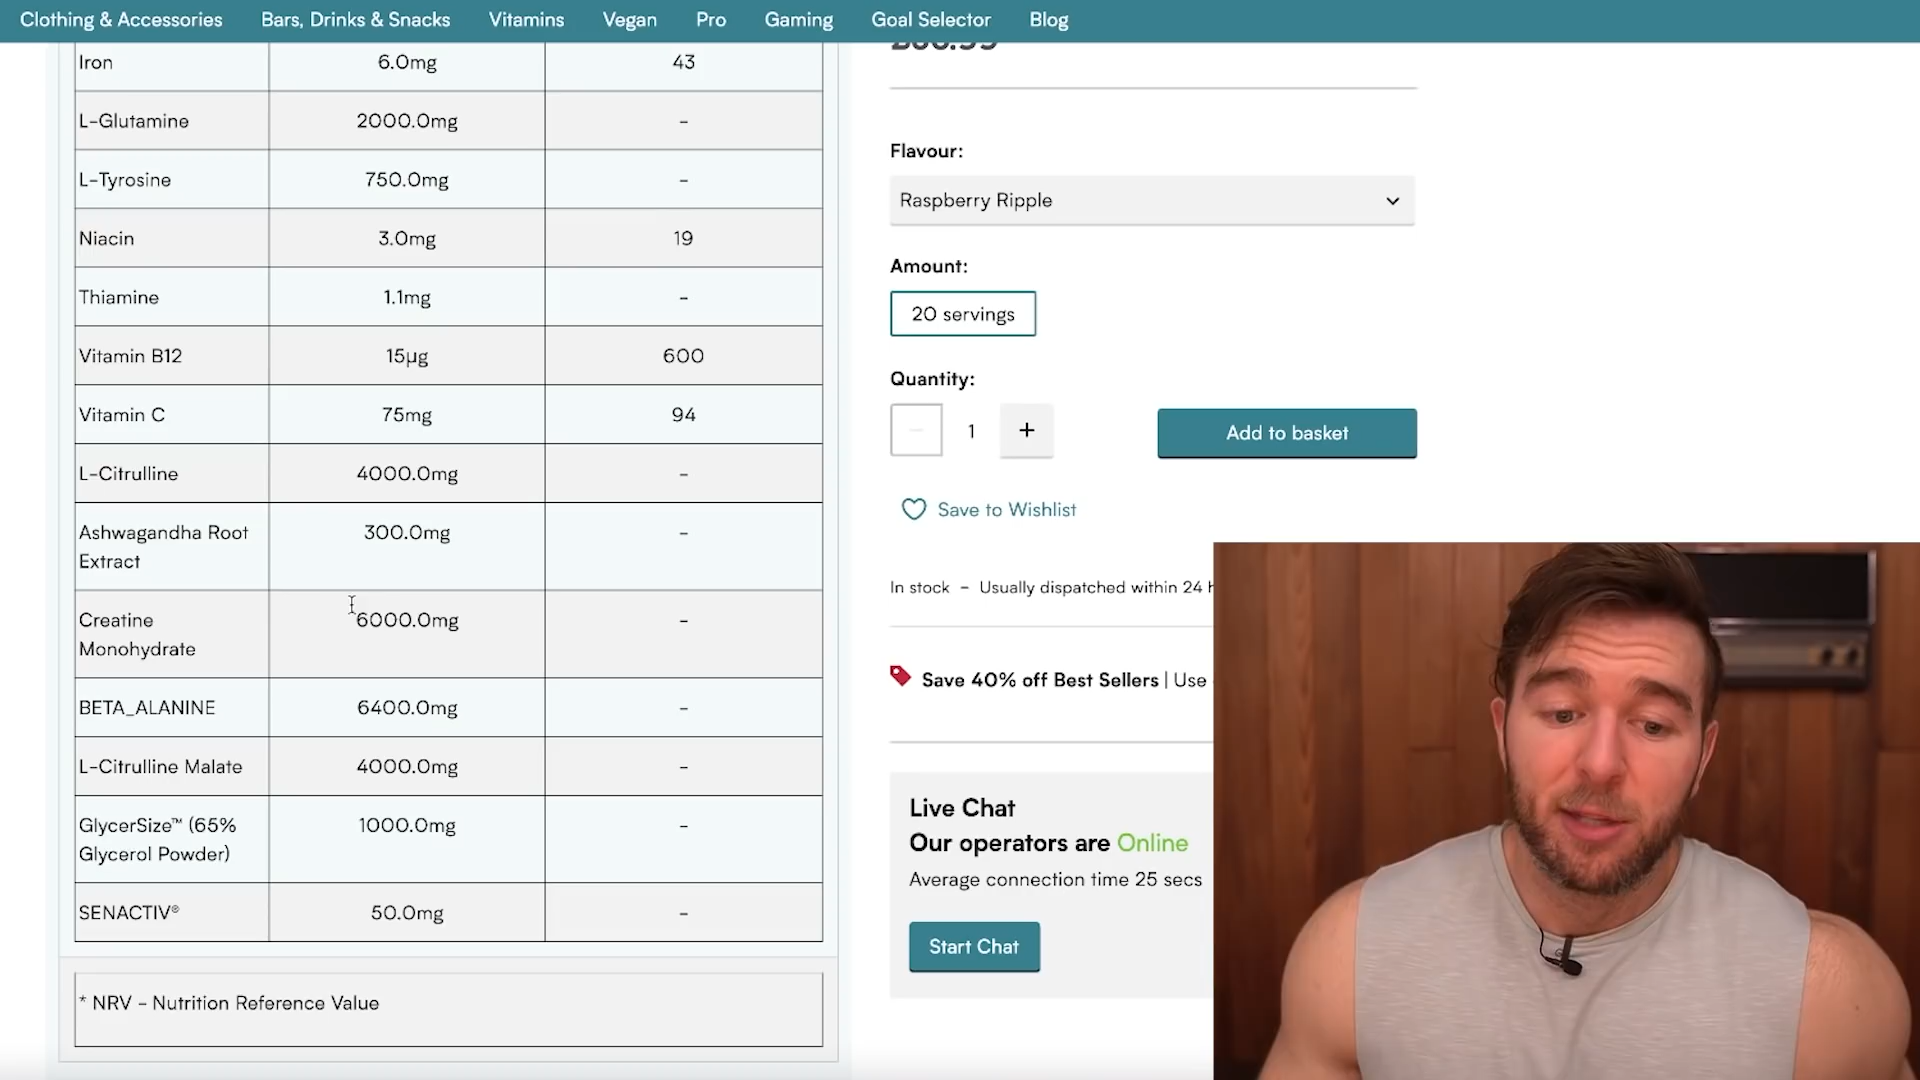 Clothing & Accessories Bars, Drinks & Snacks Vitamins Vegan Pro Gaming Goal Selector Blog
Iron 6.0mg 43
L-Glutamine 2000.0mg -
L-Tyrosine 750.0mg -
Niacin 3.0mg 19
Thiamine 1.1mg -
Vitamin B12 15µg 600
Vitamin C 75mg 94
L-Citrulline 4000.0mg -
Ashwagandha Root
Extract
300.0mg -
Creatine
Monohydrate
6000.0mg -
BETA_ALANINE 6400.0mg -
L-Citrulline Malate 4000.0mg -
GlycerSize™ (65%
Glycerol Powder)
1000.0mg -
SENACTIV® 50.0mg -
* NRV - Nutrition Reference Value
Flavour:
Raspberry Ripple
Amount:
20 servings
Quantity:
- 1 +
Add to basket
Save to Wishlist
In stock - Usually dispatched within 24
Save 40% off Best Sellers | Use
Live Chat
Our operators are Online
Average connection time 25 secs
Start Chat